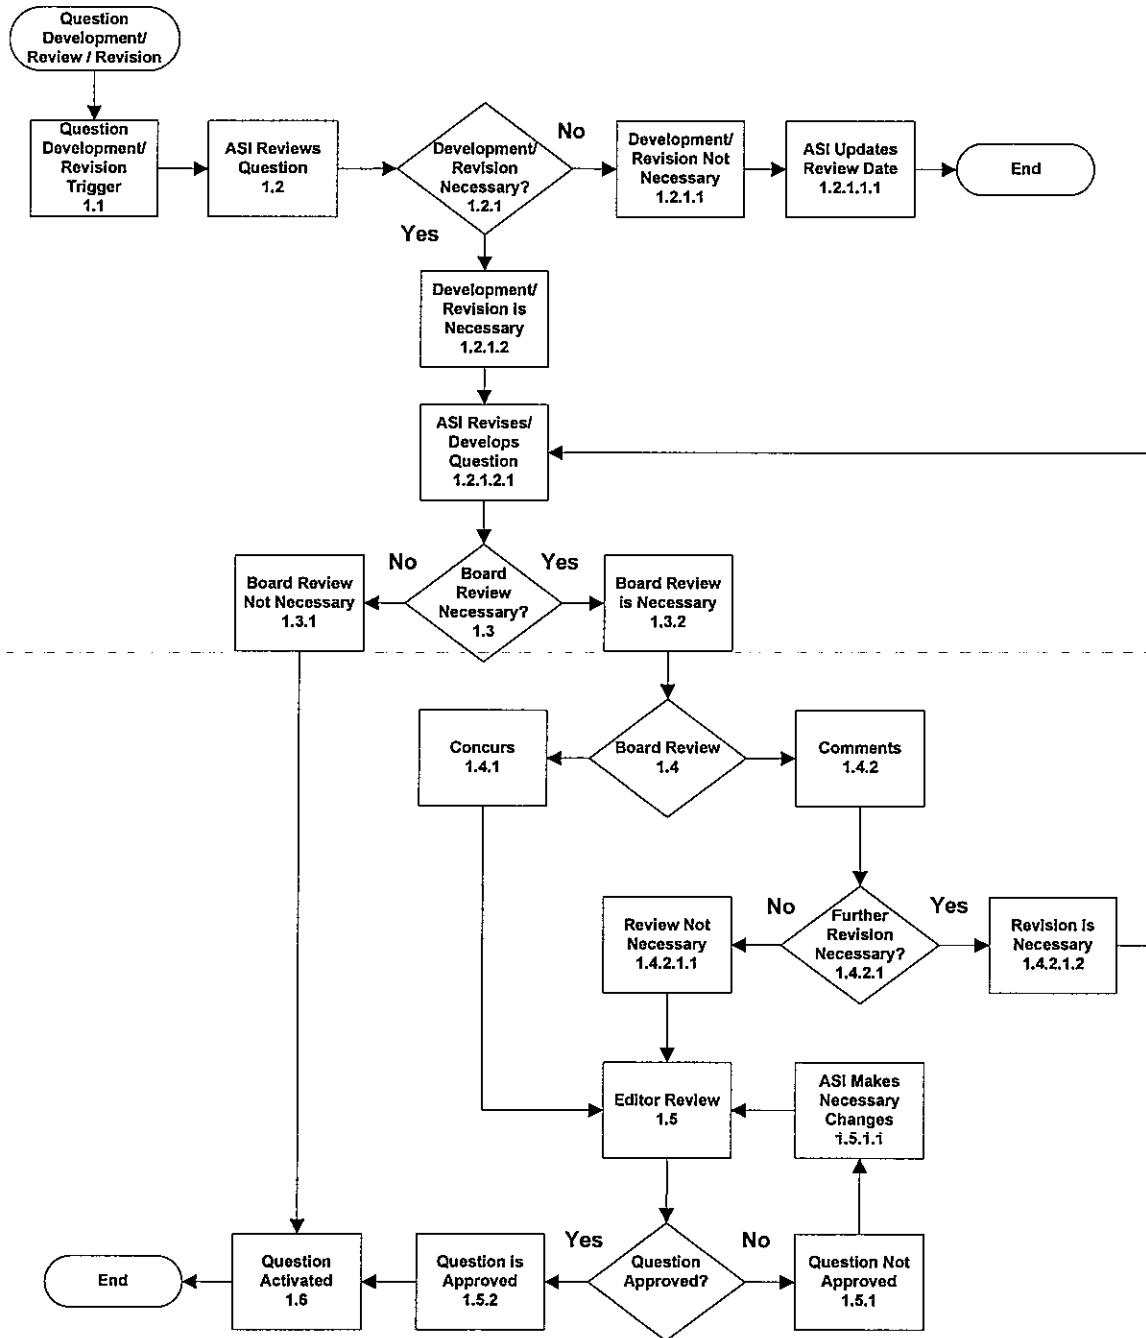 Question
Development/
Review / Revision
Question
Development/
Revision
Trigger
1.1
ASI Reviews
Question
1.2
Development/
Revision
Necessary?
1.2.1
No
Development/
Revision Not
Necessary
1.2.1.1
ASI Updates
Review Date
1.2.1.1.1
End
Yes
Development/
Revision is
Necessary
1.2.1.2
ASI Revises/
Develops
Question
1.2.1.2.1
Board Review
Not Necessary
1.3.1
No
Board
Review
Necessary?
1.3
Yes
Board Review
is Necessary
1.3.2
Concurs
1.4.1
Board Review
1.4
Comments
1.4.2
Review Not
Necessary
1.4.2.1.1
No
Further
Revision
Necessary?
1.4.2.1
Yes
Revision is
Necessary
1.4.2.1.2
Editor Review
1.5
ASI Makes
Necessary
Changes
1.5.1.1
End
Question
Activated
1.6
Question is
Approved
1.5.2
Yes
Question
Approved?
No
Question Not
Approved
1.5.1